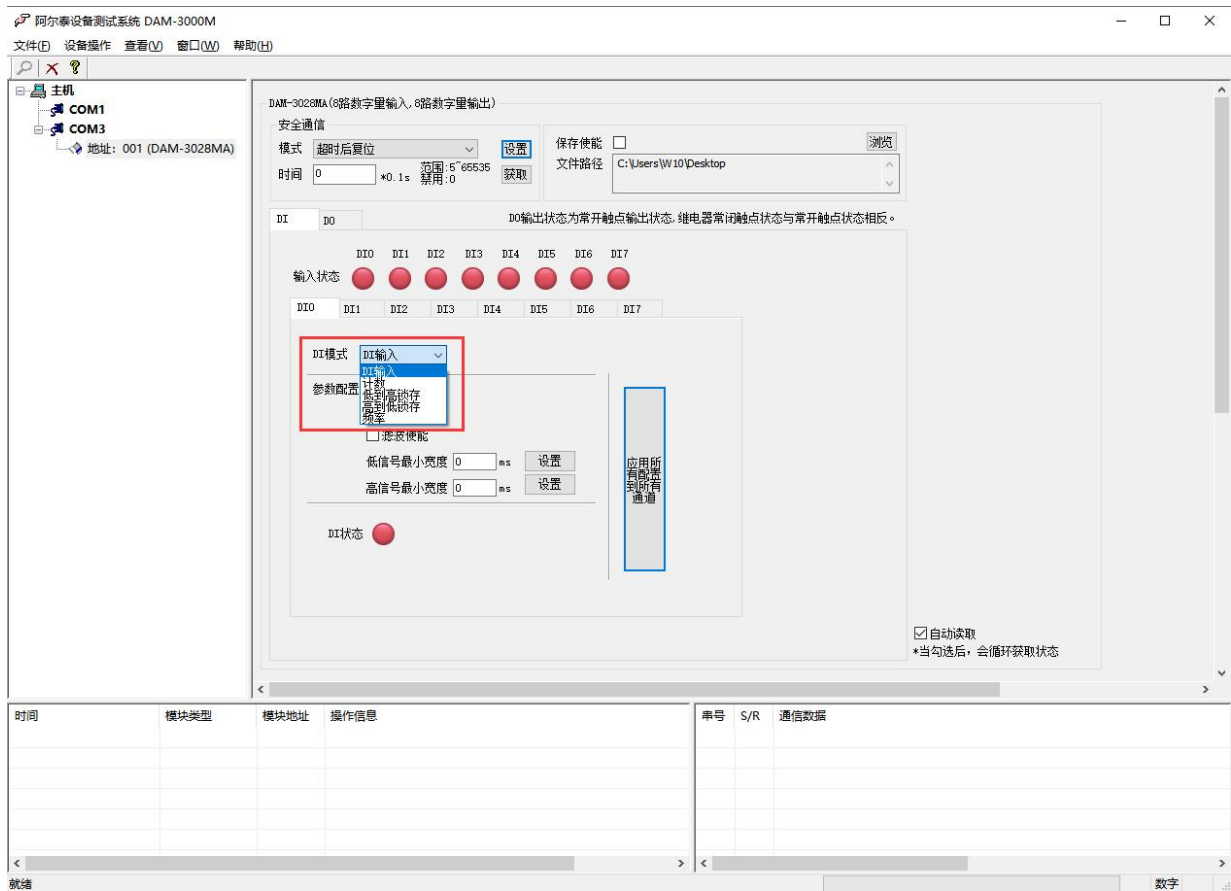 阿尔泰设备测试系统 DAM-3000M
文件(F) 设备操作 查看(V) 窗口(W) 帮助(H)
主机
COM1
COM3
地址：001 (DAM-3028MA)
DAM-3028MA(8路数字里输入,8路数字里输出)
安全通信
模式 超时后复位 设置
时间 0 *0.1s 范围:5~65535 禁用:0 获取
保存使能 浏览
文件路径 C:\Users\W10\Desktop
DI DO DO输出状态为常开触点输出状态,继电器常闭触点状态与常开触点状态相反。
DI0 DI1 DI2 DI3 DI4 DI5 DI6 DI7
输入状态
DI0 DI1 DI2 DI3 DI4 DI5 DI6 DI7
DI模式 DI输入
DI输入
参数配置 计数
低到高锁存
高到低锁存
频率
滤波使能
低信号最小宽度 0 ms 设置
高信号最小宽度 0 ms 设置
应用所
有配置
到所有
通道
DI状态
自动读取
*当勾选后，会循环获取状态
时间 模块类型 模块地址 操作信息 串号 S/R 通信数据
就绪 数字